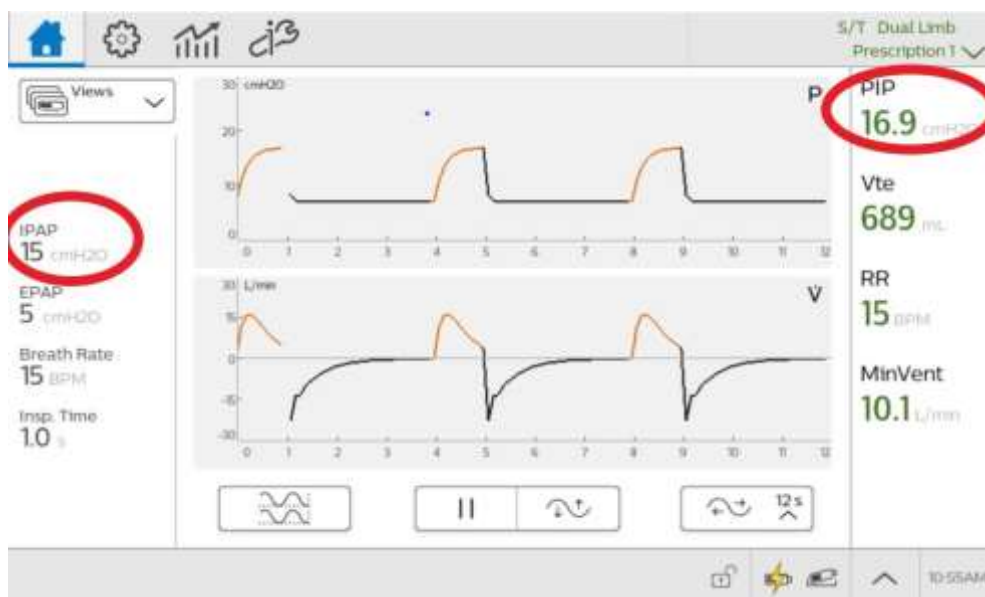 S/T Dual Limb
Prescription 1
Views
IPAP
15 cmH2O
EPAP
5 cmH2O
Breath Rate
15 BPM
Insp. Time
1.0 s
30 cmH2O
P
20
10
0
0 1 2 3 4 5 6 7 8 9 10 11 12
30 L/min
V̇
15
0
-15
-30
0 1 2 3 4 5 6 7 8 9 10 11 12
PIP
16.9 cmH2O
Vte
689 mL
RR
15 BPM
MinVent
10.1 L/min
12 s
10:55AM